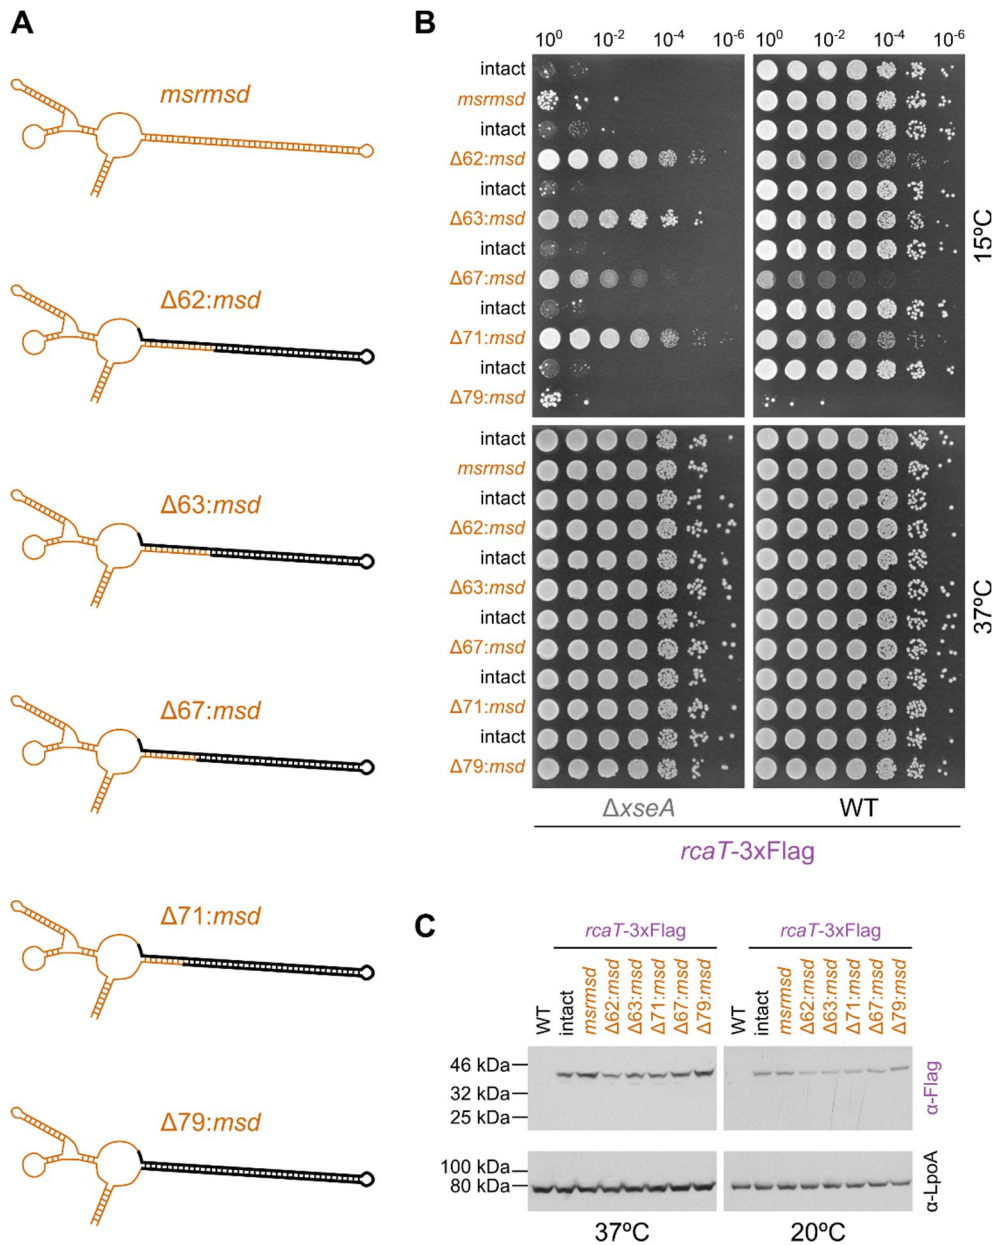 A
msrmsd
Δ62:msd
Δ63:msd
Δ67:msd
Δ71:msd
Δ79:msd
B
10⁰ 10⁻² 10⁻⁴ 10⁻⁶ 10⁰ 10⁻² 10⁻⁴ 10⁻⁶
intact
msrmsd
intact
Δ62:msd
intact
Δ63:msd
intact
Δ67:msd
intact
Δ71:msd
intact
Δ79:msd
15ºC
intact
msrmsd
intact
Δ62:msd
intact
Δ63:msd
intact
Δ67:msd
intact
Δ71:msd
intact
Δ79:msd
37ºC
ΔxseA WT
rcaT-3xFlag
C
rcaT-3xFlag rcaT-3xFlag
WT intact msrmsd Δ62:msd Δ63:msd Δ71:msd Δ67:msd Δ79:msd WT intact msrmsd Δ62:msd Δ63:msd Δ71:msd Δ67:msd Δ79:msd
46 kDa
32 kDa
25 kDa
α-Flag
100 kDa
80 kDa
α-LpoA
37ºC 20ºC